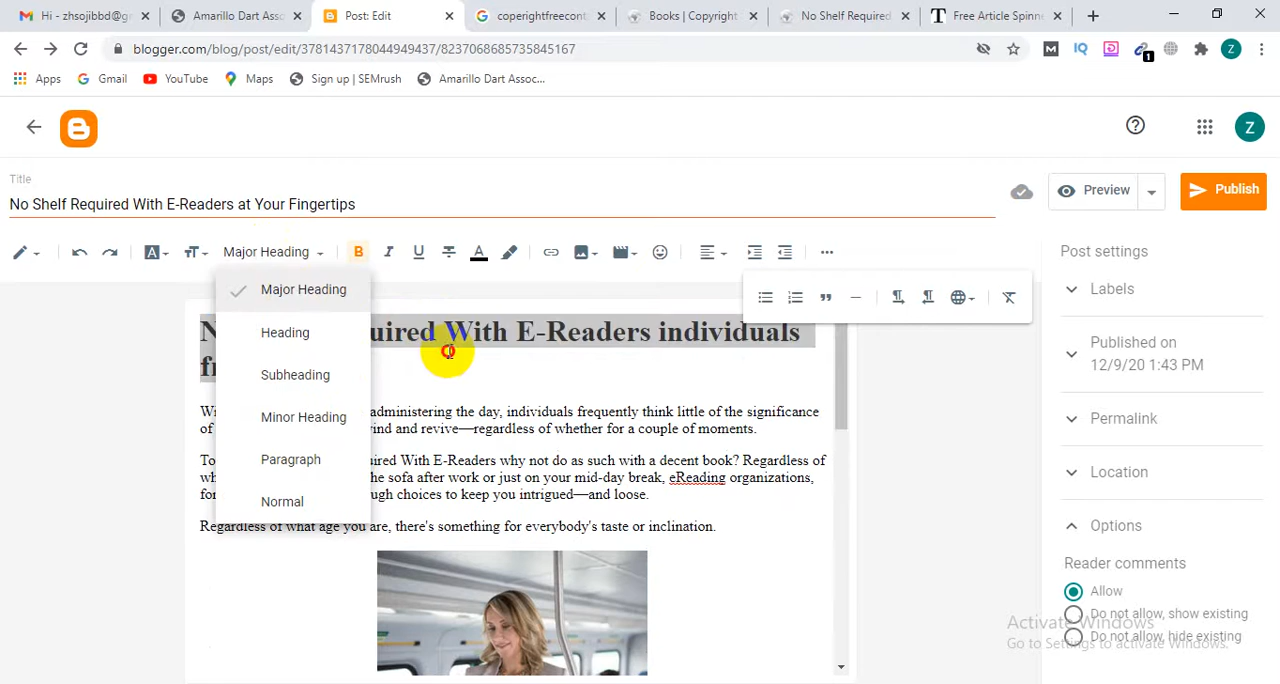 Hi - zhsojibbd@gr
Amarillo Dart Asso
Post: Edit
coperightfreecont
Books | Copyright
No Shelf Required
Free Article Spinne
blogger.com/blog/post/edit/3781437178044949437/8237068685735845167
1
Z
Apps
Gmail
YouTube
Maps
Sign up | SEMrush
Amarillo Dart Assoc...
Z
Title
No Shelf Required With E-Readers at Your Fingertips
Preview
Publish
Major Heading
Post settings
Major Heading
Heading
Subheading
Minor Heading
Paragraph
Normal
N
uired With E-Readers individuals
administering the day, individuals frequently think little of the significance
of
ind and revive—regardless of whether for a couple of moments.
uired With E-Readers why not do as such with a decent book? Regardless of
he sofa after work or just on your mid-day break, eReading organizations,
ugh choices to keep you intrigued—and loose.
Regardless of what age you are, there's something for everybody's taste or inclination.
Labels
Published on
12/9/20 1:43 PM
Permalink
Location
Options
Reader comments
Allow
Do not allow, show existing
Do not allow, hide existing
Activate Windows
Go to Settings to activate Windows.